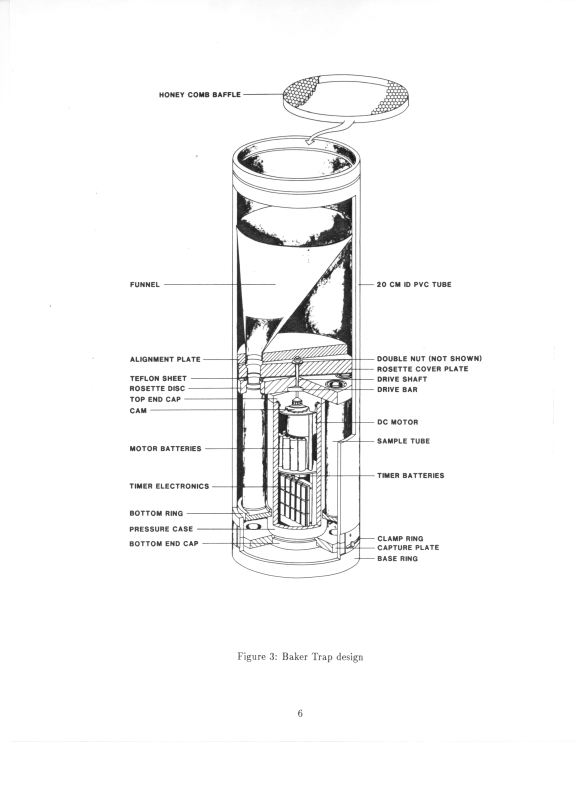 HONEY COMB BAFFLE
FUNNEL
20 CM ID PVC TUBE
ALIGNMENT PLATE
DOUBLE NUT (NOT SHOWN)
ROSETTE COVER PLATE
TEFLON SHEET
DRIVE SHAFT
ROSETTE DISC
DRIVE BAR
TOP END CAP
CAM
DC MOTOR
SAMPLE TUBE
MOTOR BATTERIES
TIMER BATTERIES
TIMER ELECTRONICS
BOTTOM RING
PRESSURE CASE
CLAMP RING
BOTTOM END CAP
CAPTURE PLATE
BASE RING
Figure 3: Baker Trap design
6